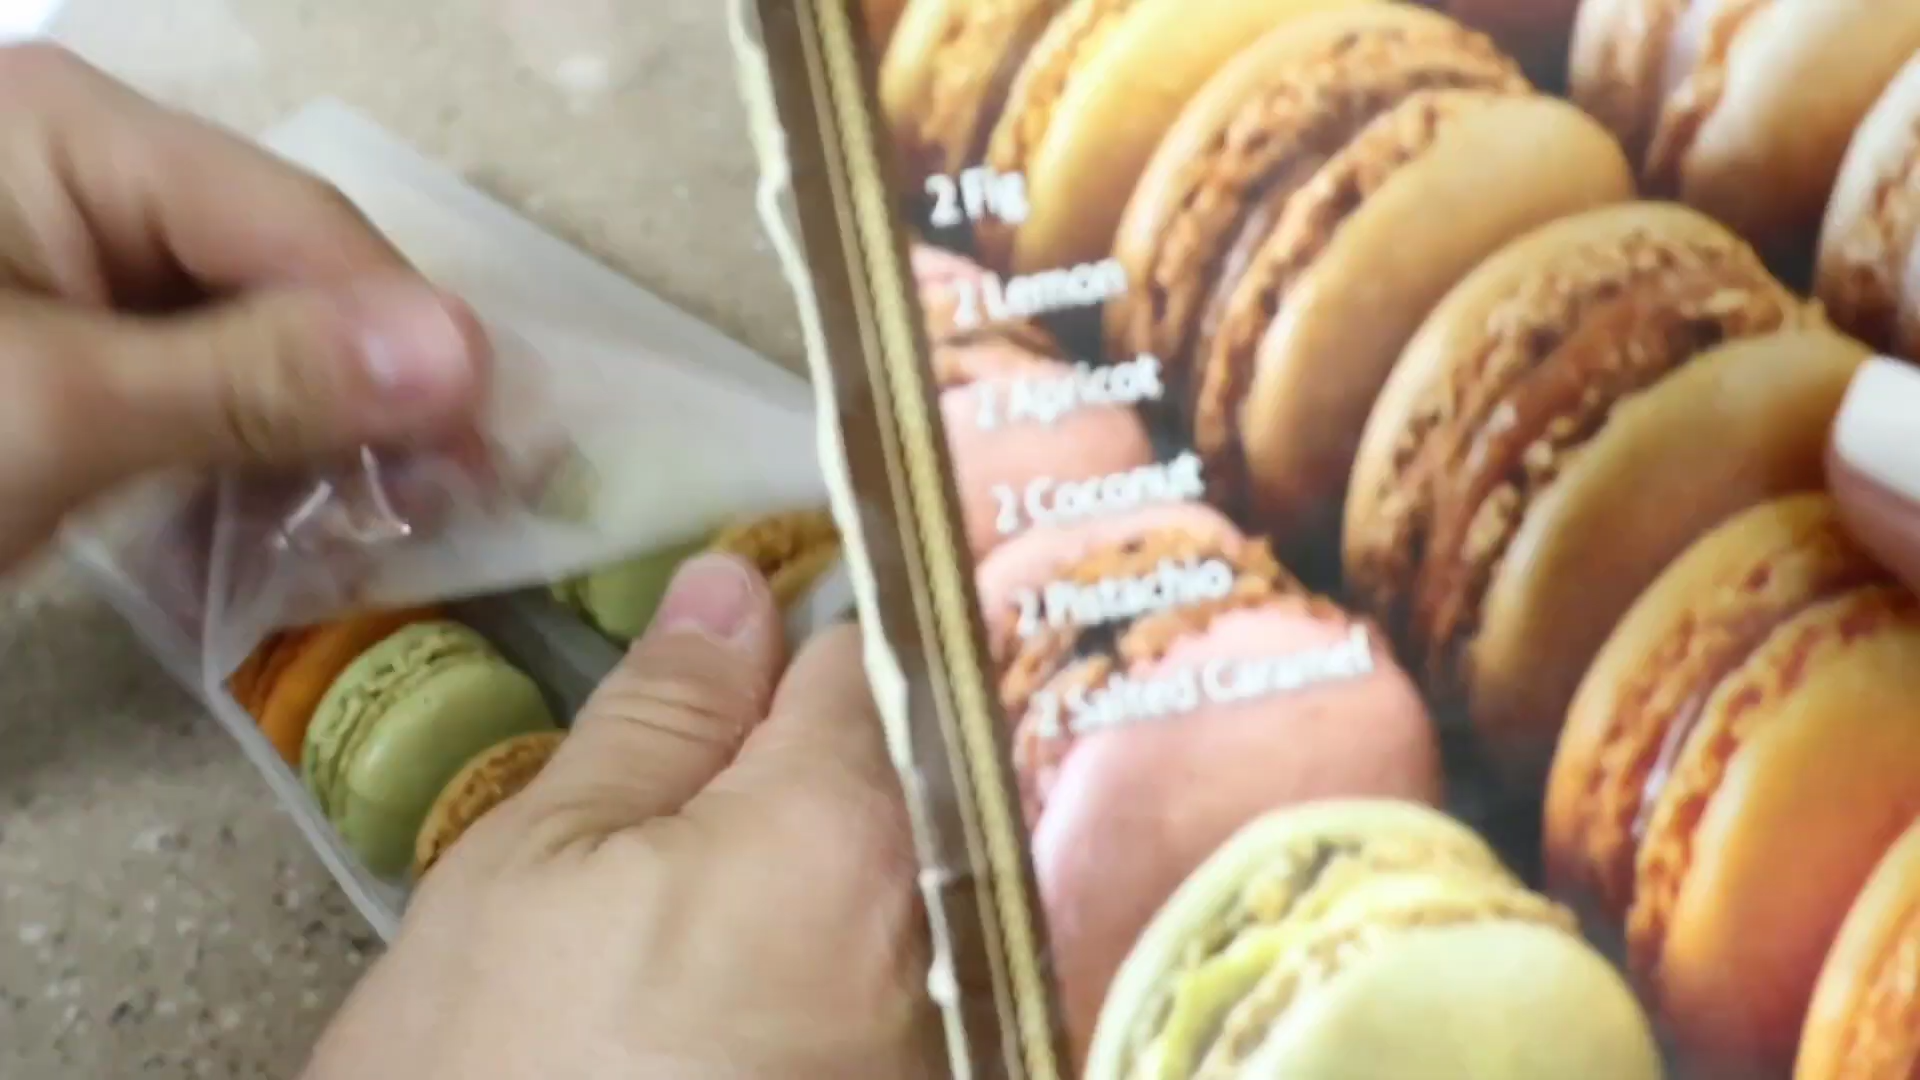 2 Fig
2 Lemon
2 Apricot
2 Coconut
2 Pistachio
2 Salted Caramel